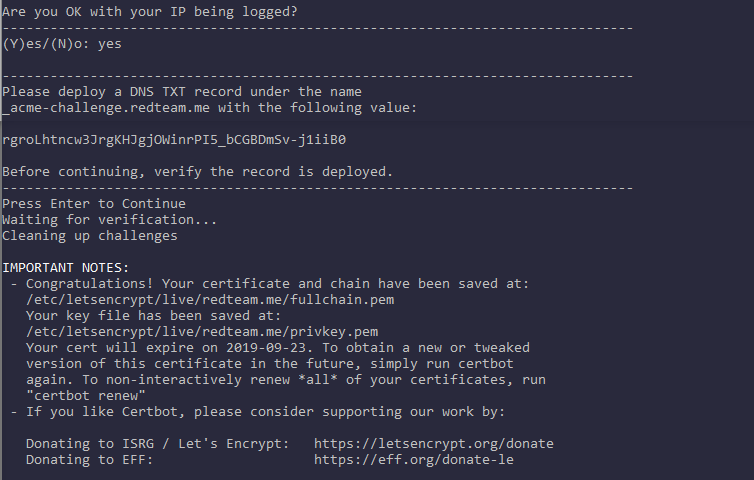 Are you OK with your IP being logged?
-------------------------------------------------------------------------------
(Y)es/(N)o: yes
-------------------------------------------------------------------------------
Please deploy a DNS TXT record under the name
_acme-challenge.redteam.me with the following value:
rgroLhtncw3JrgKHJgjOWinrPI5_bCGBDmSv-j1iiB0
Before continuing, verify the record is deployed.
-------------------------------------------------------------------------------
Press Enter to Continue
Waiting for verification...
Cleaning up challenges
IMPORTANT NOTES:
- Congratulations! Your certificate and chain have been saved at:
/etc/letsencrypt/live/redteam.me/fullchain.pem
Your key file has been saved at:
/etc/letsencrypt/live/redteam.me/privkey.pem
Your cert will expire on 2019-09-23. To obtain a new or tweaked
version of this certificate in the future, simply run certbot
again. To non-interactively renew *all* of your certificates, run
"certbot renew"
- If you like Certbot, please consider supporting our work by:
Donating to ISRG / Let's Encrypt:   https://letsencrypt.org/donate
Donating to EFF:                    https://eff.org/donate-le